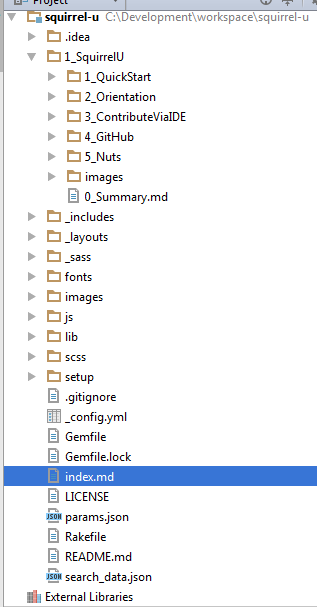 Project
squirrel-u C:\Development\workspace\squirrel-u
.idea
1_SquirrelU
1_QuickStart
2_Orientation
3_ContributeViaIDE
4_GitHub
5_Nuts
images
0_Summary.md
_includes
_layouts
_sass
fonts
images
js
lib
scss
setup
.gitignore
_config.yml
Gemfile
Gemfile.lock
index.md
LICENSE
JSON params.json
Rakefile
README.md
JSON search_data.json
External Libraries